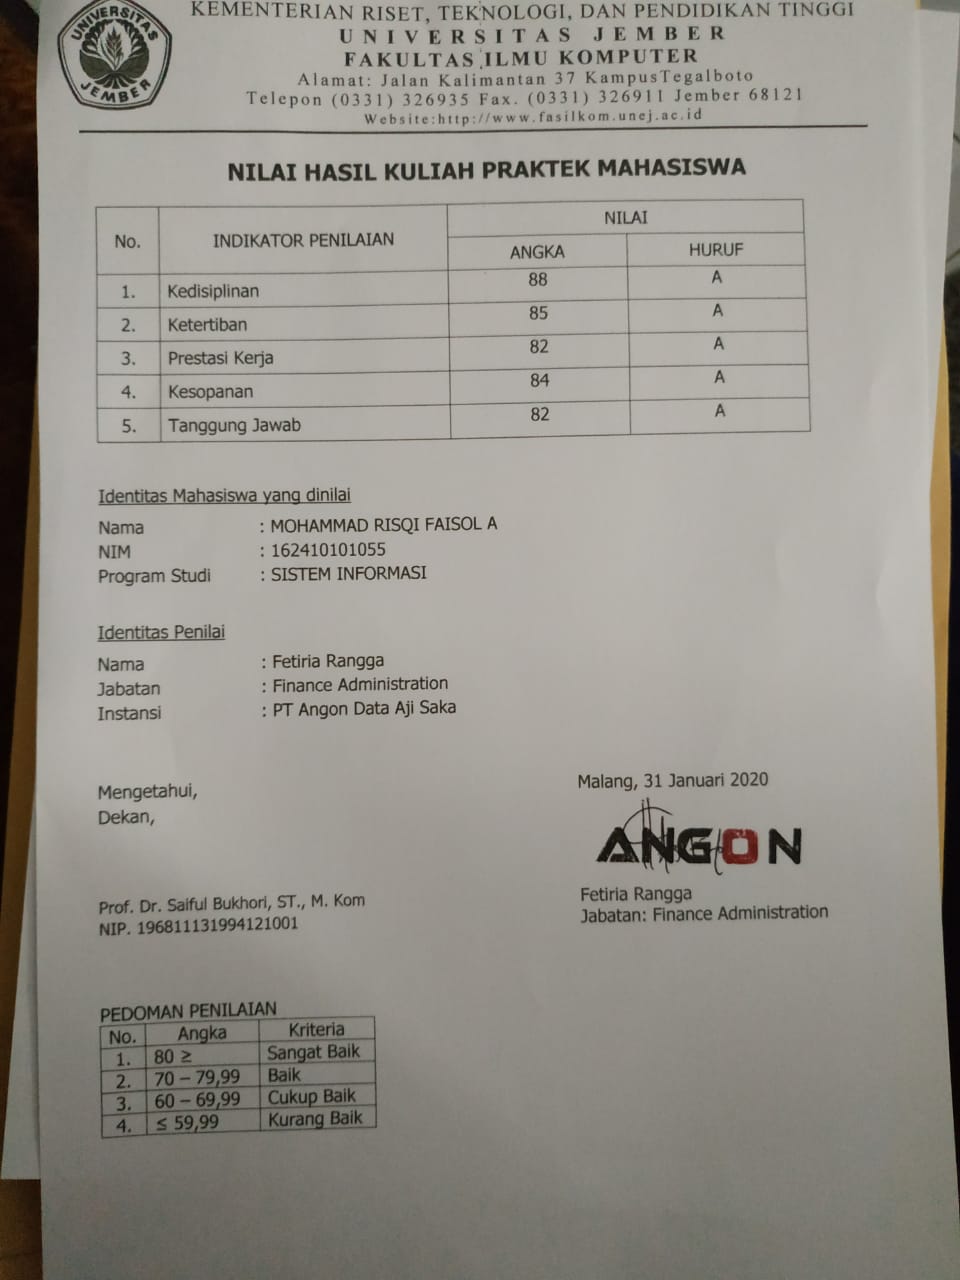 UNIVERSITAS
JEMBER
KEMENTERIAN RISET, TEKNOLOGI, DAN PENDIDIKAN TINGGI
UNIVERSITAS JEMBER
FAKULTAS ILMU KOMPUTER
Alamat: Jalan Kalimantan 37 KampusTegalboto
Telepon (0331) 326935 Fax. (0331) 326911 Jember 68121
Website:http://www.fasilkom.unej.ac.id
NILAI HASIL KULIAH PRAKTEK MAHASISWA
No. INDIKATOR PENILAIAN NILAI
ANGKA HURUF
1. Kedisiplinan 88 A
2. Ketertiban 85 A
3. Prestasi Kerja 82 A
4. Kesopanan 84 A
5. Tanggung Jawab 82 A
Identitas Mahasiswa yang dinilai
Nama : MOHAMMAD RISQI FAISOL A
NIM : 162410101055
Program Studi : SISTEM INFORMASI
Identitas Penilai
Nama : Fetiria Rangga
Jabatan : Finance Administration
Instansi : PT Angon Data Aji Saka
Malang, 31 Januari 2020
Mengetahui,
Dekan,
ANGON
Prof. Dr. Saiful Bukhori, ST., M. Kom
NIP. 196811131994121001
Fetiria Rangga
Jabatan: Finance Administration
PEDOMAN PENILAIAN
No. Angka Kriteria
1. 80 ≥ Sangat Baik
2. 70 – 79,99 Baik
3. 60 – 69,99 Cukup Baik
4. ≤ 59,99 Kurang Baik